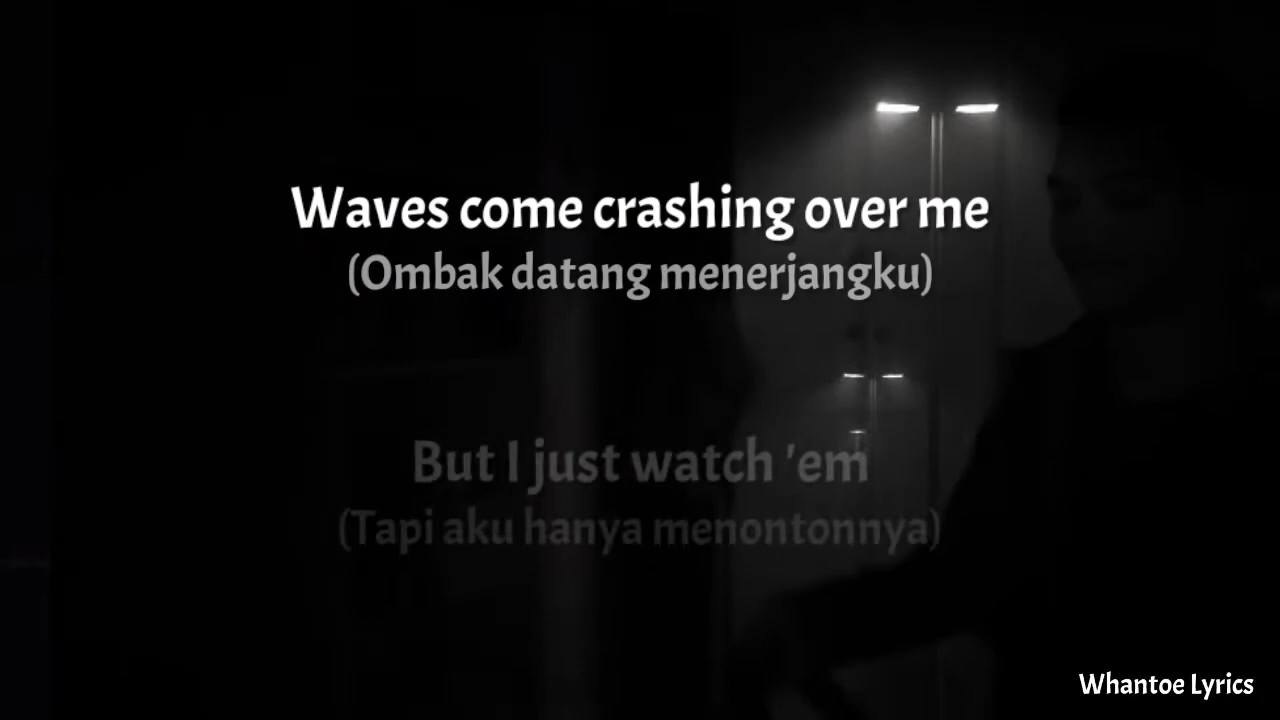 Waves come crashing over me
(Ombak datang menerjangku)
But I just watch 'em
(Tapi aku hanya menontonnya)
Whantoe Lyrics